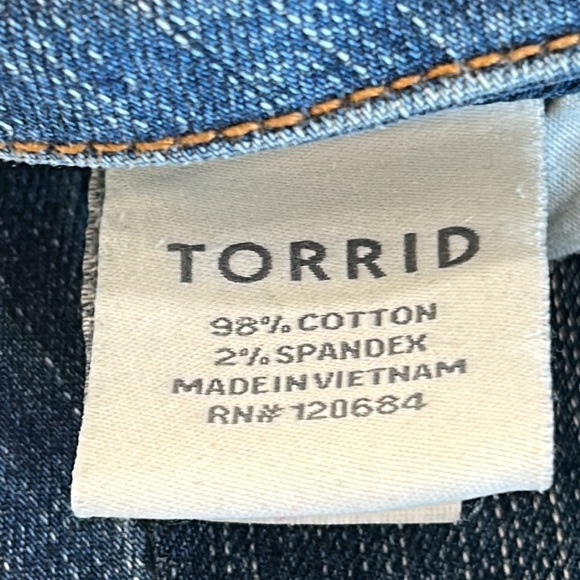 TORRID
98% COTTON
2% SPANDEX
MADE IN VIETNAM
RN# 120684